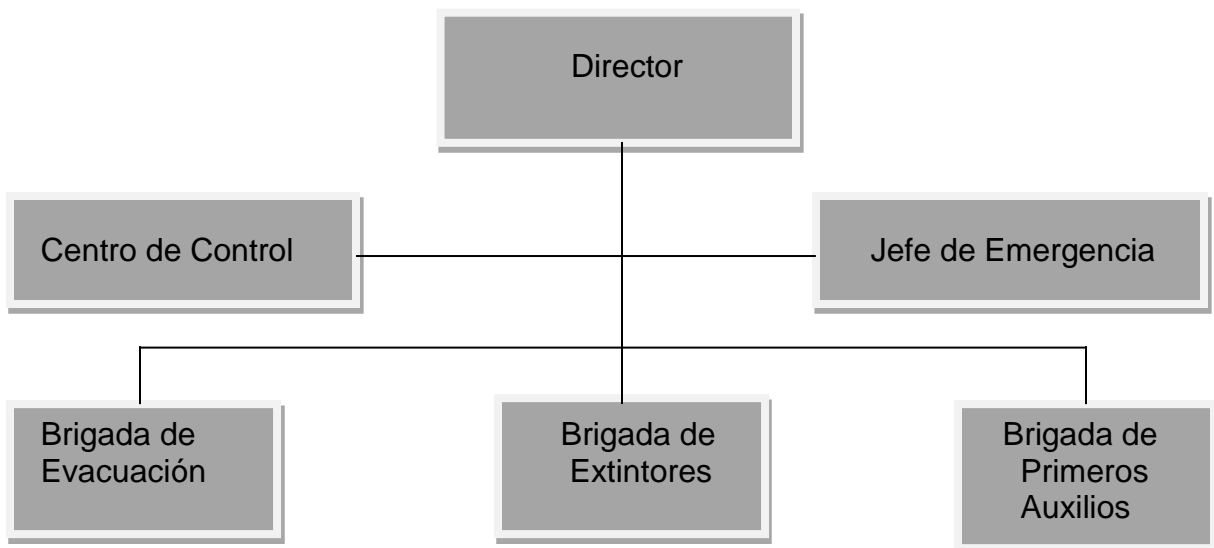 Director
Centro de Control
Jefe de Emergencia
Brigada de
Evacuación
Brigada de
Extintores
Brigada de
Primeros
Auxilios